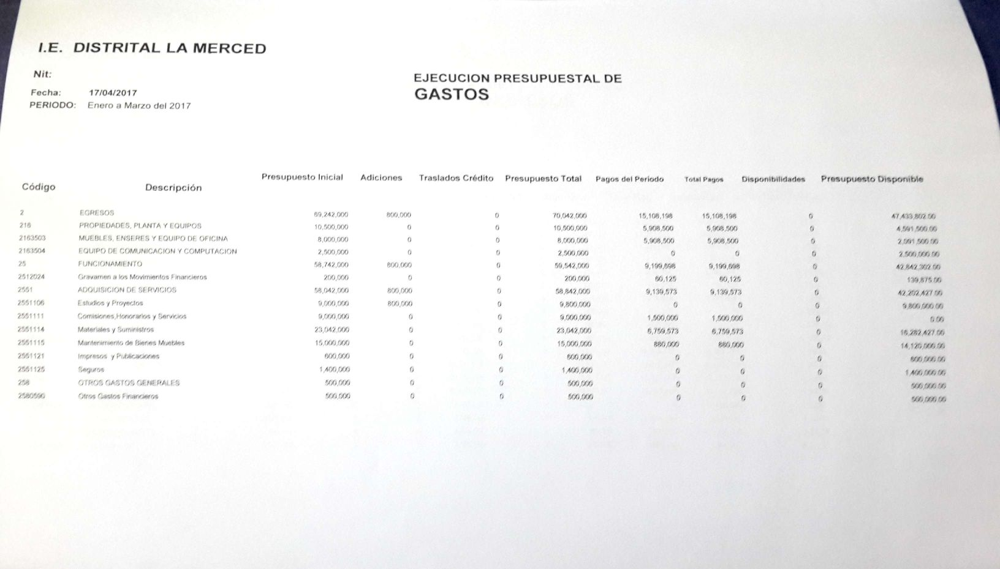 I.E. DISTRITAL LA MERCED
Nit:
EJECUCION PRESUPUESTAL DE
GASTOS
Fecha: 17/04/2017
PERIODO: Enero a Marzo del 2017
Código Descripción Presupuesto Inicial Adiciones Traslados Crédito Presupuesto Total Pagos del Periodo Total Pagos Disponibilidades Presupuesto Disponible
2 EGRESOS 69,242,000 800,000 0 70,042,000 15,108,198 15,108,198 0 47,433,802.00
216 PROPIEDADES, PLANTA Y EQUIPOS 10,500,000 0 0 10,500,000 5,908,500 5,908,500 0 4,591,500.00
2163503 MUEBLES, ENSERES Y EQUIPO DE OFICINA 8,000,000 0 0 8,000,000 5,908,500 5,908,500 0 2,091,500.00
2163504 EQUIPO DE COMUNICACION Y COMPUTACION 2,500,000 0 0 2,500,000 0 0 0 2,500,000.00
25 FUNCIONAMIENTO 58,742,000 800,000 0 59,542,000 9,199,698 9,199,698 0 42,842,302.00
2512024 Gravamen a los Movimientos Financieros 200,000 0 0 200,000 60,125 60,125 0 139,875.00
2551 ADQUISICION DE SERVICIOS 58,042,000 800,000 0 58,842,000 9,139,573 9,139,573 0 42,202,427.00
2551106 Estudios y Proyectos 9,000,000 800,000 0 9,800,000 0 0 0 9,800,000.00
2551111 Comisiones,Honorarios y Servicios 9,000,000 0 0 9,000,000 1,500,000 1,500,000 0 0.00
2551114 Materiales y Suministros 23,042,000 0 0 23,042,000 6,759,573 6,759,573 0 16,282,427.00
2551115 Mantenimiento de Bienes Muebles 15,000,000 0 0 15,000,000 880,000 880,000 0 14,120,000.00
2551121 Impresos y Publicaciones 600,000 0 0 600,000 0 0 0 600,000.00
2551125 Seguros 1,400,000 0 0 1,400,000 0 0 0 1,400,000.00
258 OTROS GASTOS GENERALES 500,000 0 0 500,000 0 0 0 500,000.00
2580590 Otros Gastos Financieros 500,000 0 0 500,000 0 0 0 500,000.00